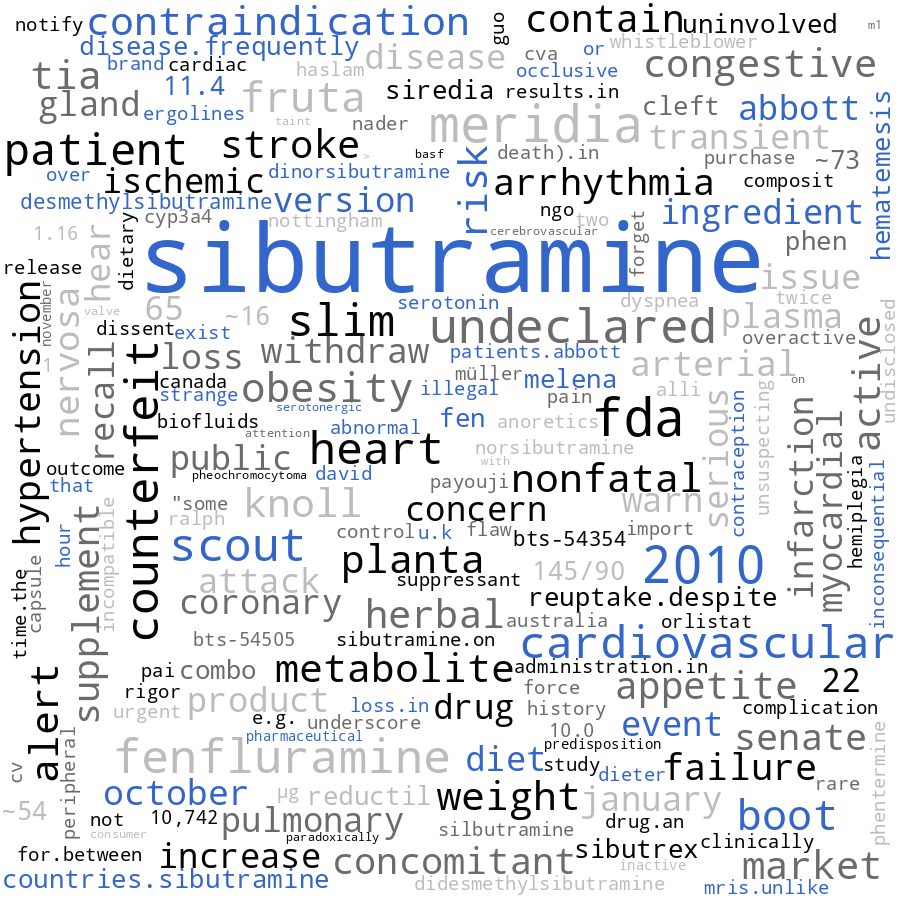 notify
contraindication
guo
contain
uninvolved
m1
disease.frequently
brand
cardiac
tia
11.4
haslam
disease
cva
or
whistleblower
occlusive
congestive
gland
ergolines
fruta
siredia
results.in
cleft
abbott
hematemesis
taint
nader
meridia
transient
patient
stroke
>
basf
risk
death).in
purchase
~73
over
ischemic
dinorsibutramine
arrhythmia
composit
desmethylsibutramine
version
cyp3a4
nottingham
ngo
two
ingredient
cerebrovascular
forget
phen
1.16
hear
dietary
sibutramine
release
issue
hypertension
november
nervosa
valve
65
~16
serotonin
dyspnea
twice
undisclosed
dissent
exist
slim
undeclared
plasma
overactive
active
1
recall
counterfeit
loss
withdraw
patients.abbott
arterial
canada
strange
obesity
müller
illegal
melena
pain
alli
on
serotonergic
biofluids
abnormal
fen
anoretics
fda
serious
contraception
unsuspecting
infarction
myocardial
attention
public
heart
norsibutramine
with
outcome
that
pheochromocytoma
david
payouji
nonfatal
warn
hemiplegia
inconsequential
"some
ralph
knoll
concern
hour
supplement
incompatible
scout
control
u.k
flaw
bts-54354
import
time.the
capsule
attack
planta
suppressant
145/90
2010
coronary
herbal
reuptake.despite
australia
orlistat
bts-54505
sibutramine.on
cardiovascular
alert
pai
combo
metabolite
administration.in
rigor
product
force
appetite
22
urgent
e.g.
underscore
loss.in
drug
history
complication
cv
peripheral
pharmaceutical
10.0
event
senate
phentermine
fenfluramine
diet
predisposition
study
dieter
failure
rare
october
µg
reductil
weight
january
~54
not
10,742
pulmonary
drug.an
boot
consumer
paradoxically
silbutramine
for.between
increase
concomitant
sibutrex
clinically
inactive
market
countries.sibutramine
didesmethylsibutramine
mris.unlike